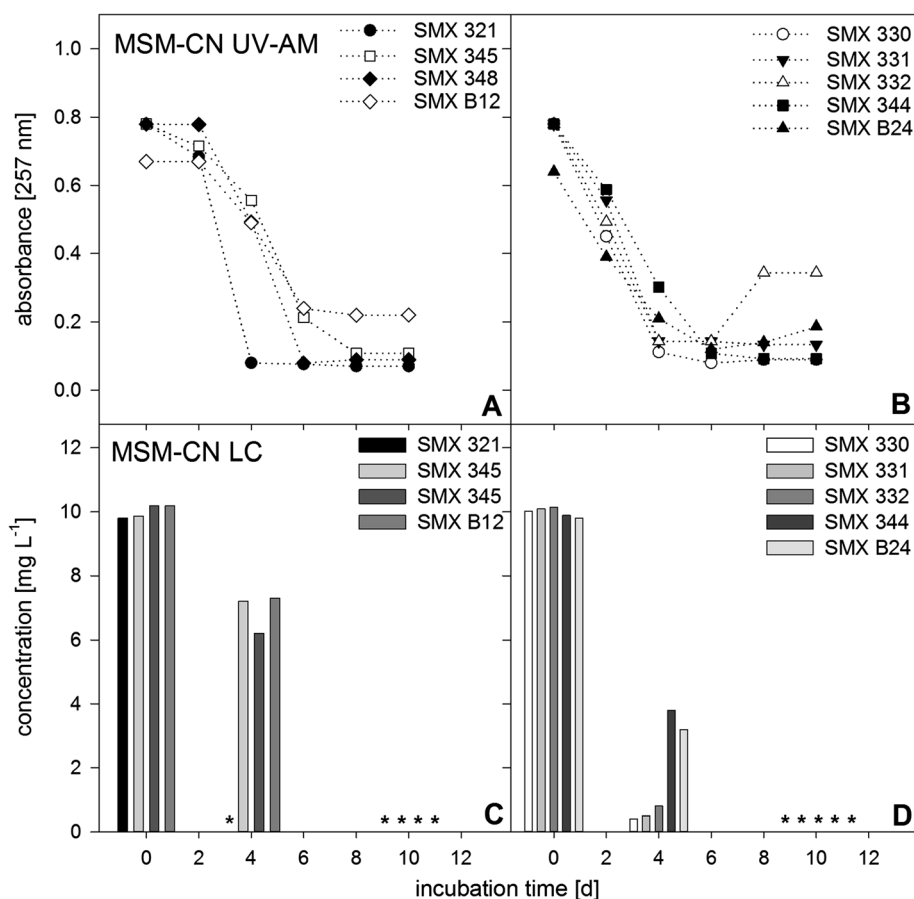 MSM-CN UV-AM
SMX 321
SMX 345
SMX 348
SMX B12
SMX 330
SMX 331
SMX 332
SMX 344
SMX B24
absorbance [257 nm]
1.0
0.8
0.6
0.4
0.2
0.0
A
B
MSM-CN LC
SMX 321
SMX 345
SMX 345
SMX B12
SMX 330
SMX 331
SMX 332
SMX 344
SMX B24
concentration [mg L⁻¹]
12
10
8
6
4
2
0
*
* * * *
C
* * * * *
D
0 2 4 6 8 10 12
0 2 4 6 8 10 12
incubation time [d]